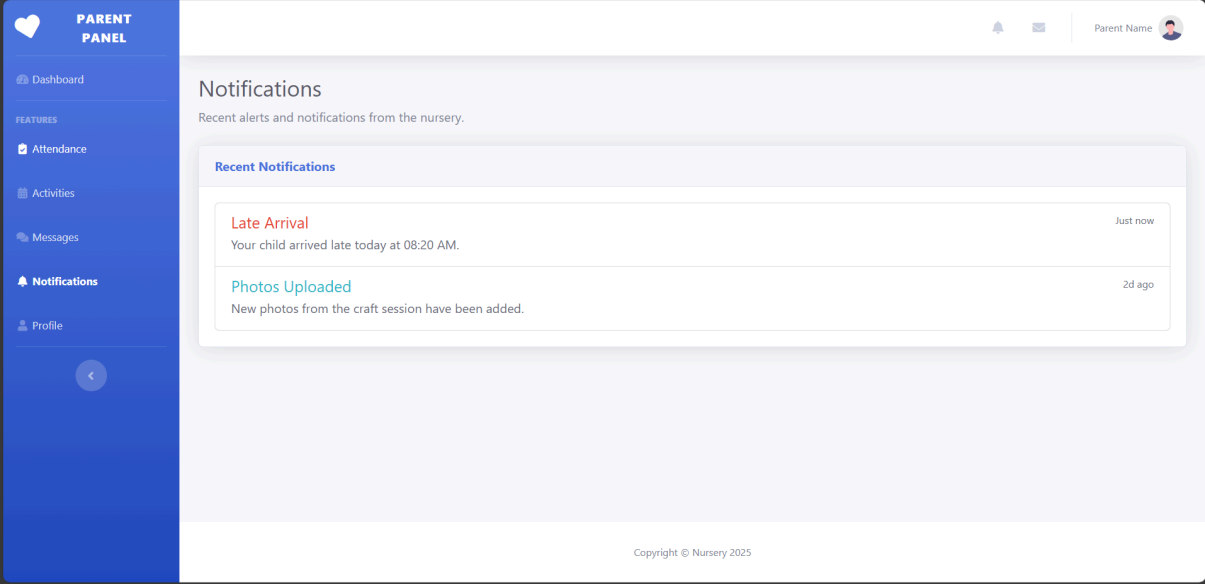 PARENT
PANEL
Parent Name
Dashboard
FEATURES
Attendance
Activities
Messages
Notifications
Profile
Notifications
Recent alerts and notifications from the nursery.
Recent Notifications
Late Arrival
Just now
Your child arrived late today at 08:20 AM.
Photos Uploaded
2d ago
New photos from the craft session have been added.
Copyright © Nursery 2025